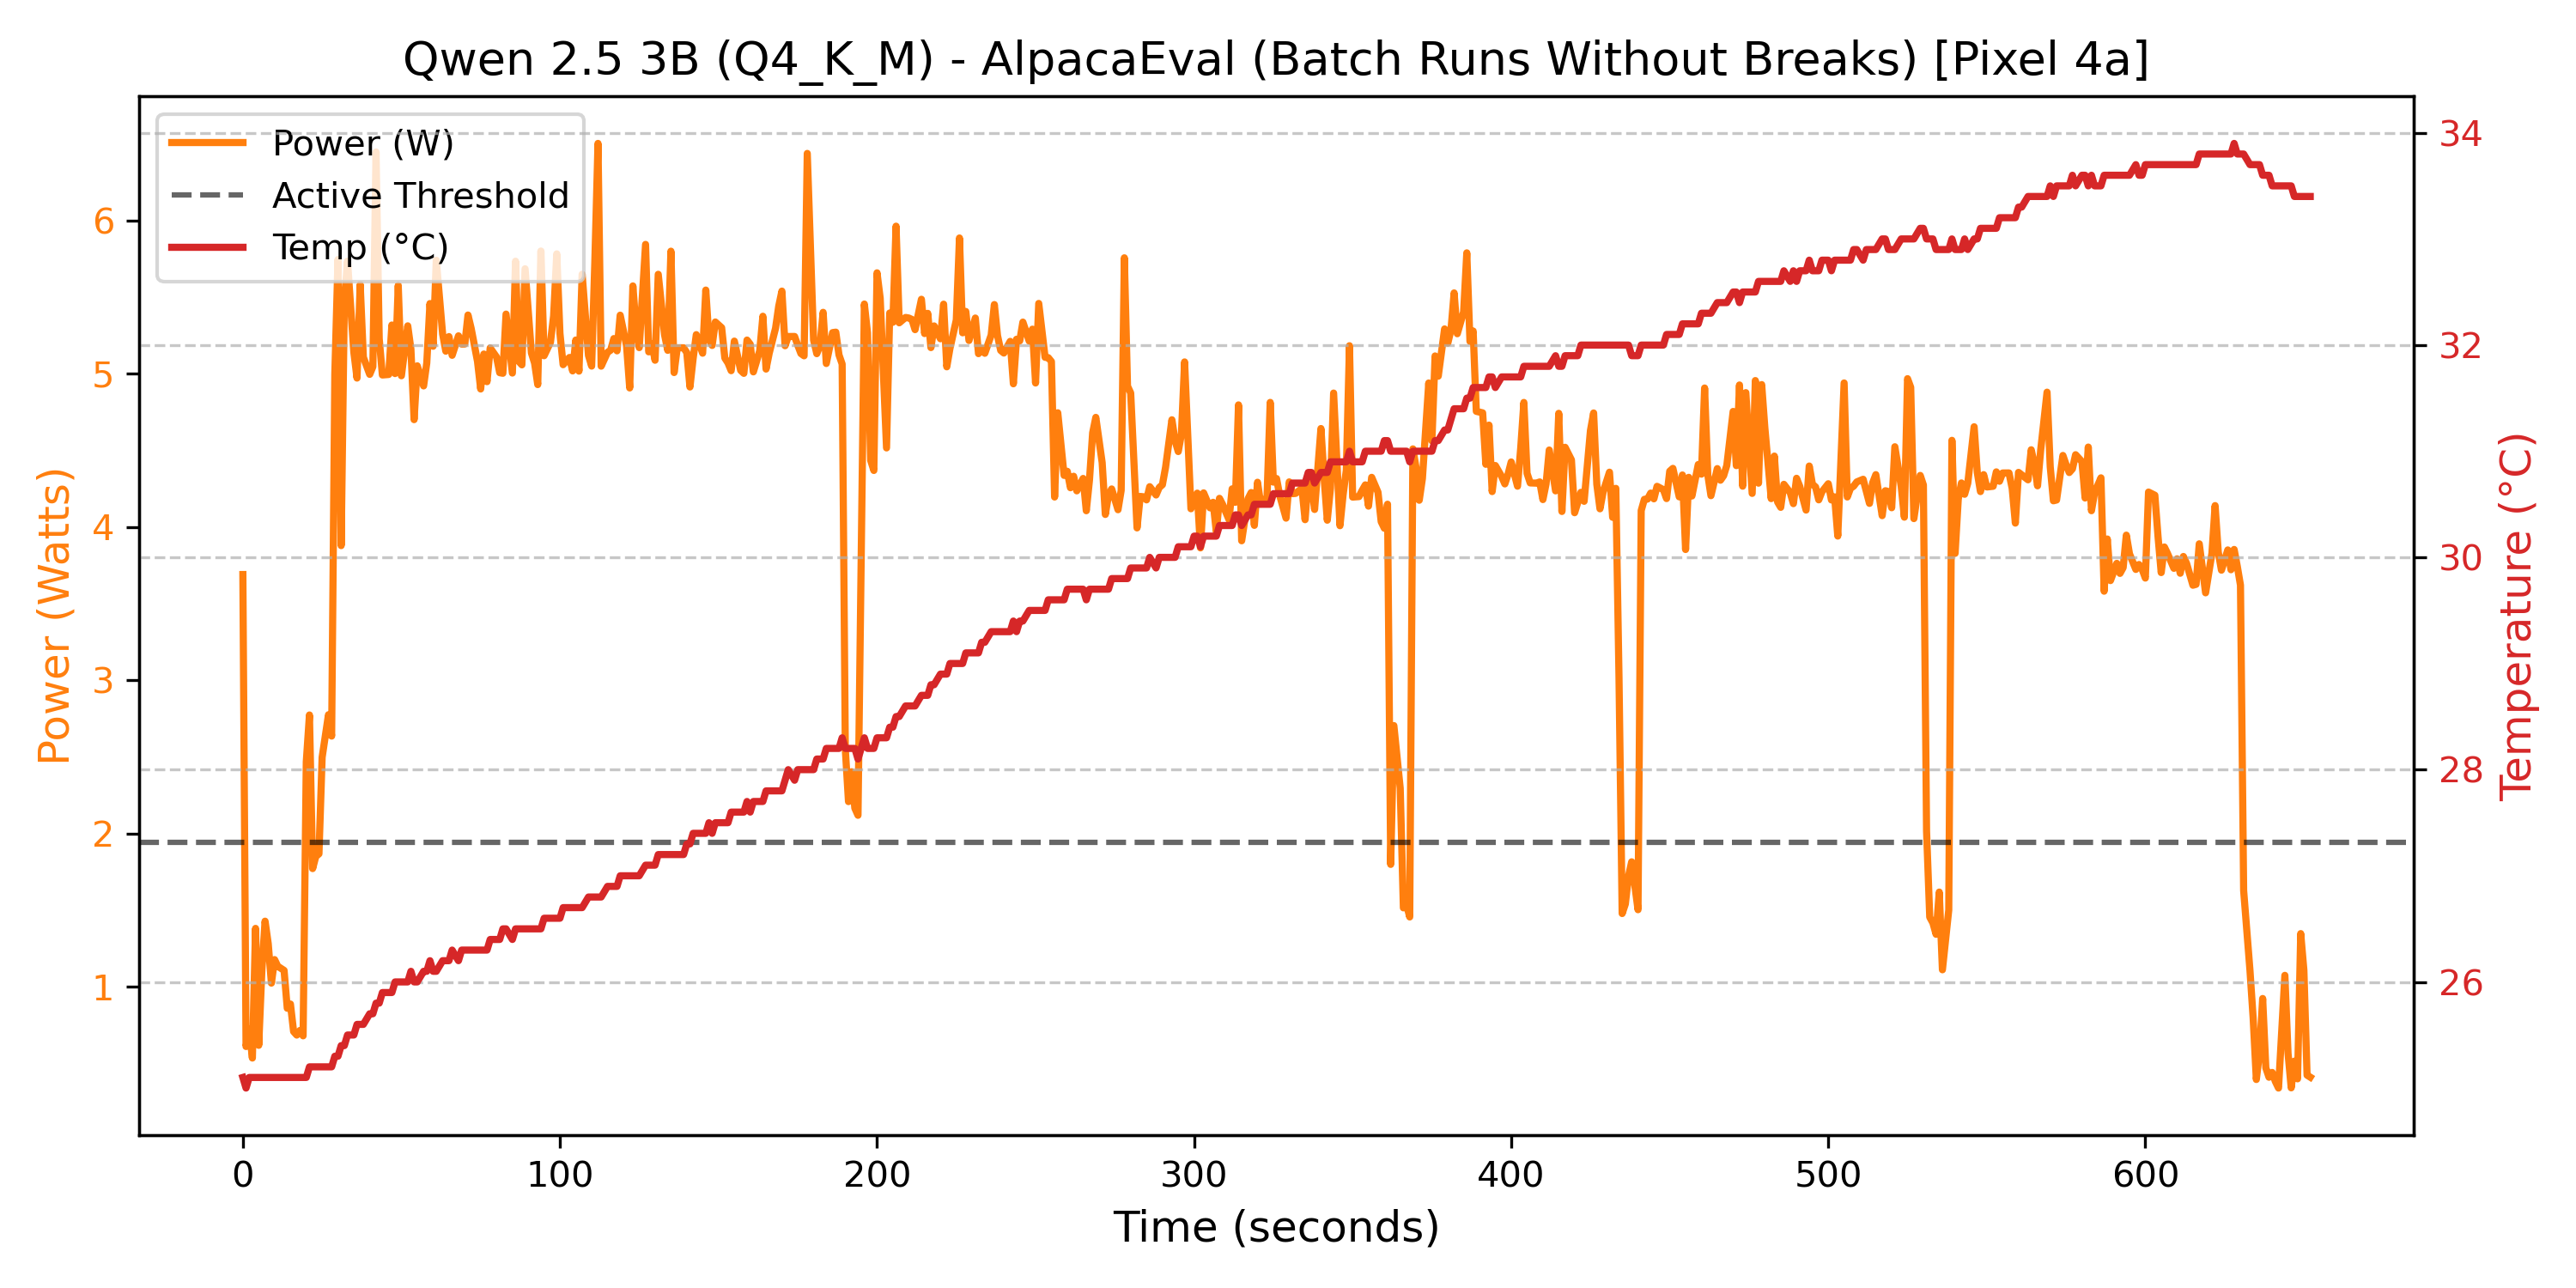 Qwen 2.5 3B (Q4_K_M) - AlpacaEval (Batch Runs Without Breaks) [Pixel 4a]
Power (W)
Active Threshold
Temp (°C)
Power (Watts)
6
5
4
3
2
1
34
32
30
28
26
Temperature (°C)
0 100 200 300 400 500 600
Time (seconds)